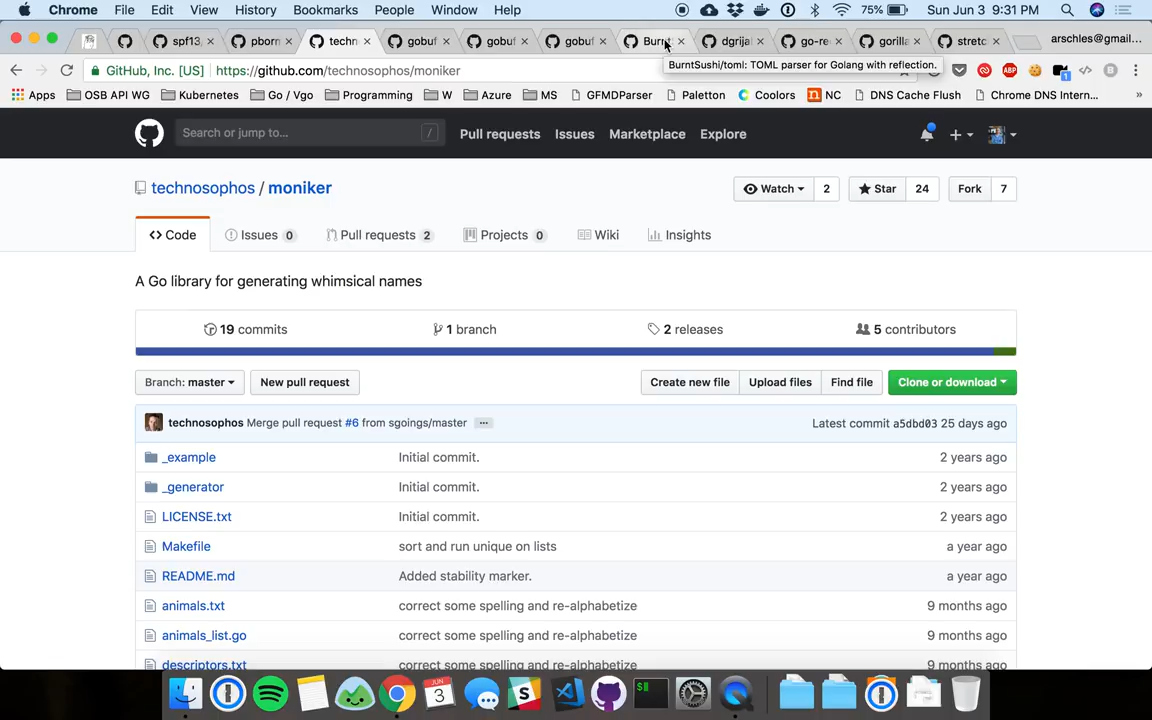 Chrome File Edit View History Bookmarks People Window Help 75% Sun Jun 3 9:31 PM
spf13, pborn techn gobuf gobuf gobuf Burnt dgrijal go-re gorilla stretc arschles@gmail....
GitHub, Inc. [US] https://github.com/technosophos/moniker
BurntSushi/toml: TOML parser for Golang with reflection.
Apps OSB API WG Kubernetes Go / Vgo Programming W Azure MS GFMDParser Paletton Coolors NC DNS Cache Flush Chrome DNS Intern... »
Search or jump to... / Pull requests Issues Marketplace Explore
technosophos / moniker Watch 2 Star 24 Fork 7
Code Issues 0 Pull requests 2 Projects 0 Wiki Insights
A Go library for generating whimsical names
19 commits 1 branch 2 releases 5 contributors
Branch: master New pull request Create new file Upload files Find file Clone or download
technosophos Merge pull request #6 from sgoings/master ... Latest commit a5dbd03 25 days ago
_example Initial commit. 2 years ago
_generator Initial commit. 2 years ago
LICENSE.txt Initial commit. 2 years ago
Makefile sort and run unique on lists a year ago
README.md Added stability marker. a year ago
animals.txt correct some spelling and re-alphabetize 9 months ago
animals_list.go correct some spelling and re-alphabetize 9 months ago
descriptors.txt correct some spelling and re-alphabetize 9 months ago
JUN
3